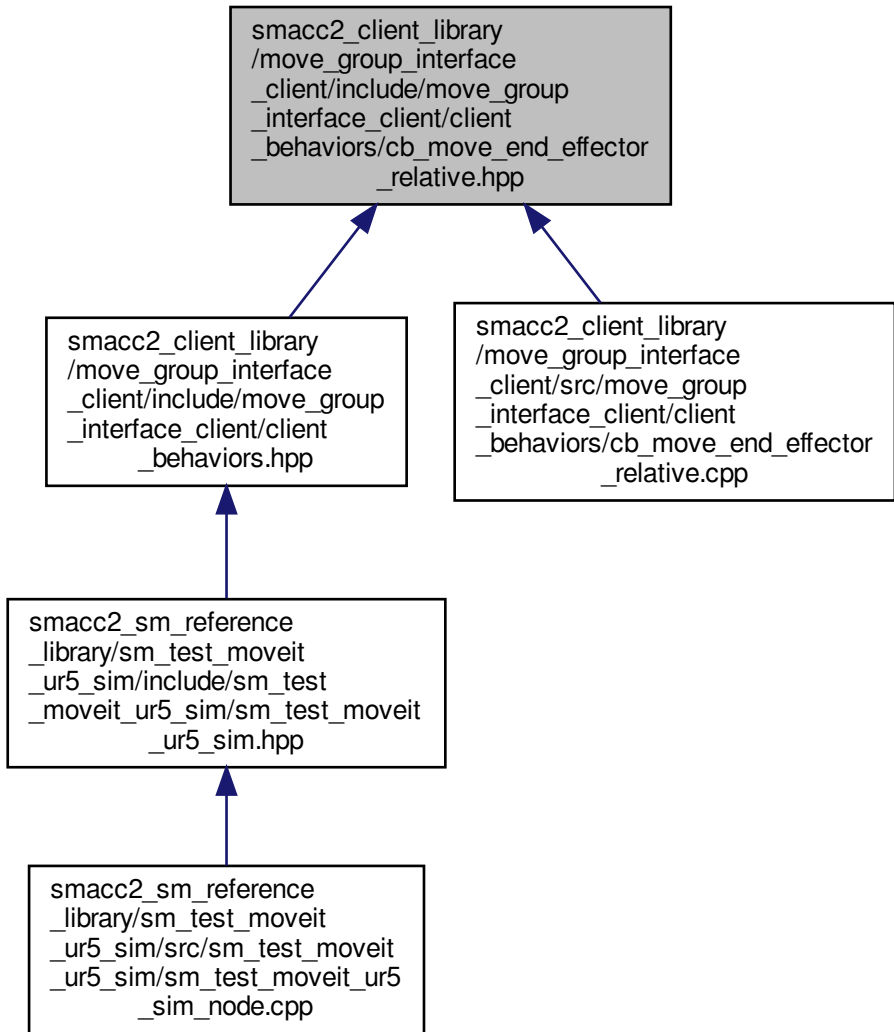 smacc2_client_library
/move_group_interface
_client/include/move_group
_interface_client/client
_behaviors/cb_move_end_effector
_relative.hpp
smacc2_client_library
/move_group_interface
_client/include/move_group
_interface_client/client
_behaviors.hpp
smacc2_client_library
/move_group_interface
_client/src/move_group
_interface_client/client
_behaviors/cb_move_end_effector
_relative.cpp
smacc2_sm_reference
_library/sm_test_moveit
_ur5_sim/include/sm_test
_moveit_ur5_sim/sm_test_moveit
_ur5_sim.hpp
smacc2_sm_reference
_library/sm_test_moveit
_ur5_sim/src/sm_test_moveit
_ur5_sim/sm_test_moveit_ur5
_sim_node.cpp